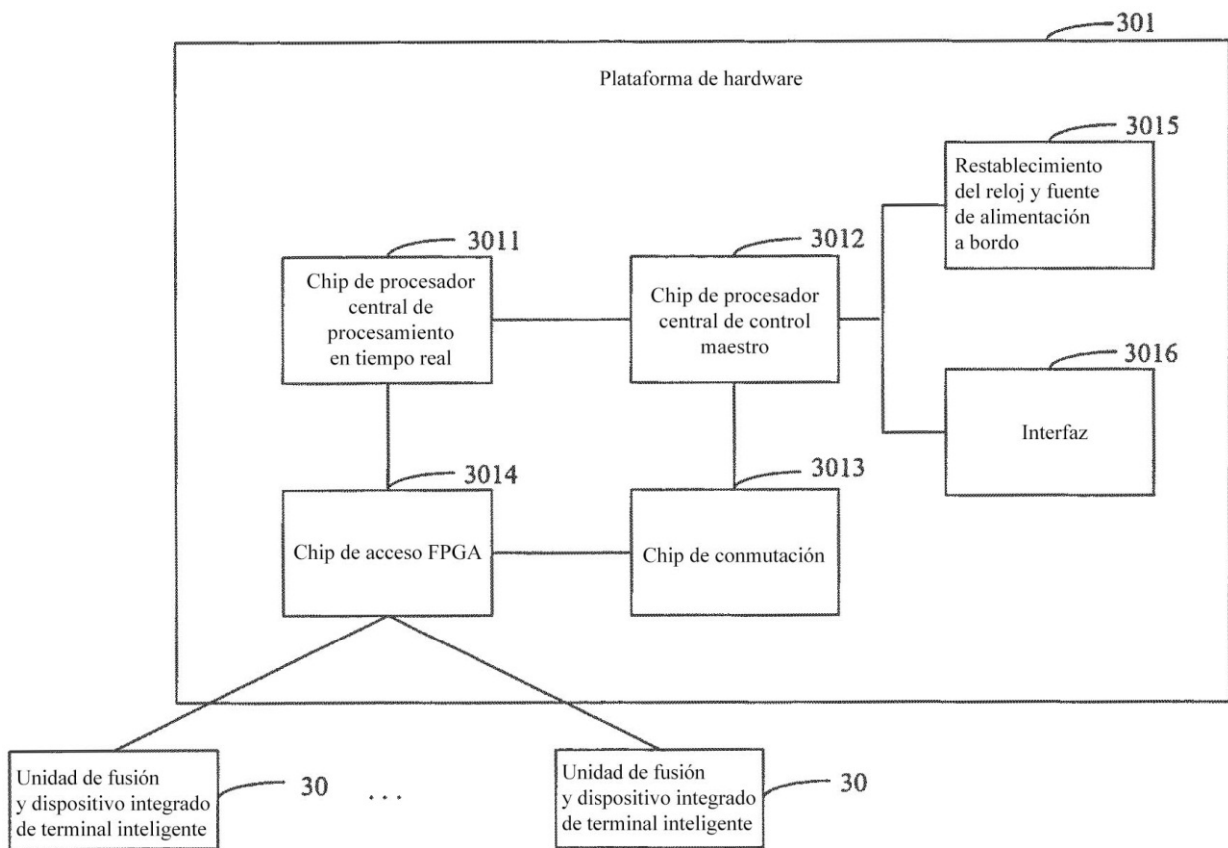 301
Plataforma de hardware
3015
Restablecimiento
del reloj y fuente
de alimentación
a bordo
3011
Chip de procesador
central de
procesamiento
en tiempo real
3012
Chip de procesador
central de control
maestro
3016
Interfaz
3014
Chip de acceso FPGA
3013
Chip de conmutación
Unidad de fusión
y dispositivo integrado
de terminal inteligente
30
...
Unidad de fusión
y dispositivo integrado
de terminal inteligente
30